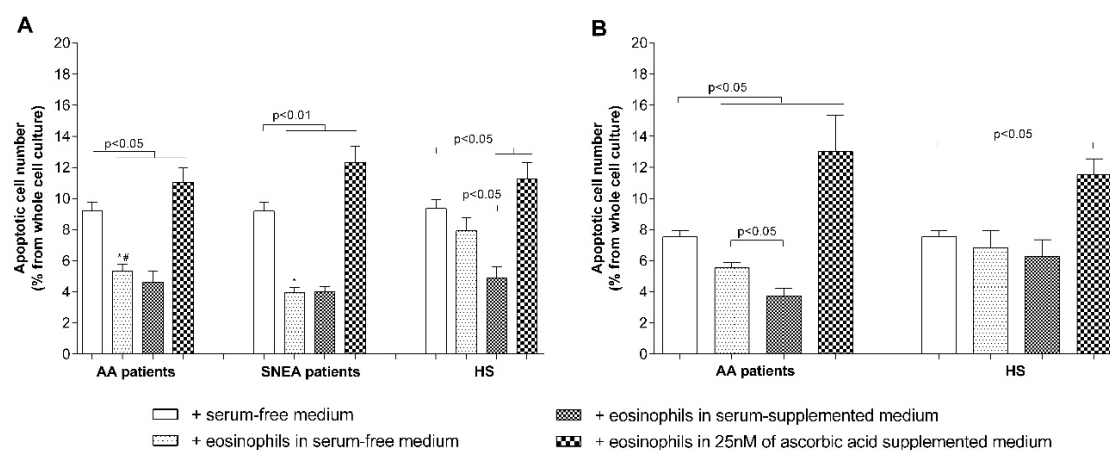 A
Apoptotic cell number
(% from whole cell culture)
20
18
16
14
12
10
8
6
4
2
0
p<0.05
*#
p<0.01
*
p<0.05
p<0.05
AA patients
SNEA patients
HS
B
Apoptotic cell number
(% from whole cell culture)
20
18
16
14
12
10
8
6
4
2
0
p<0.05
p<0.05
p<0.05
AA patients
HS
+ serum-free medium
+ eosinophils in serum-free medium
+ eosinophils in serum-supplemented medium
+ eosinophils in 25nM of ascorbic acid supplemented medium